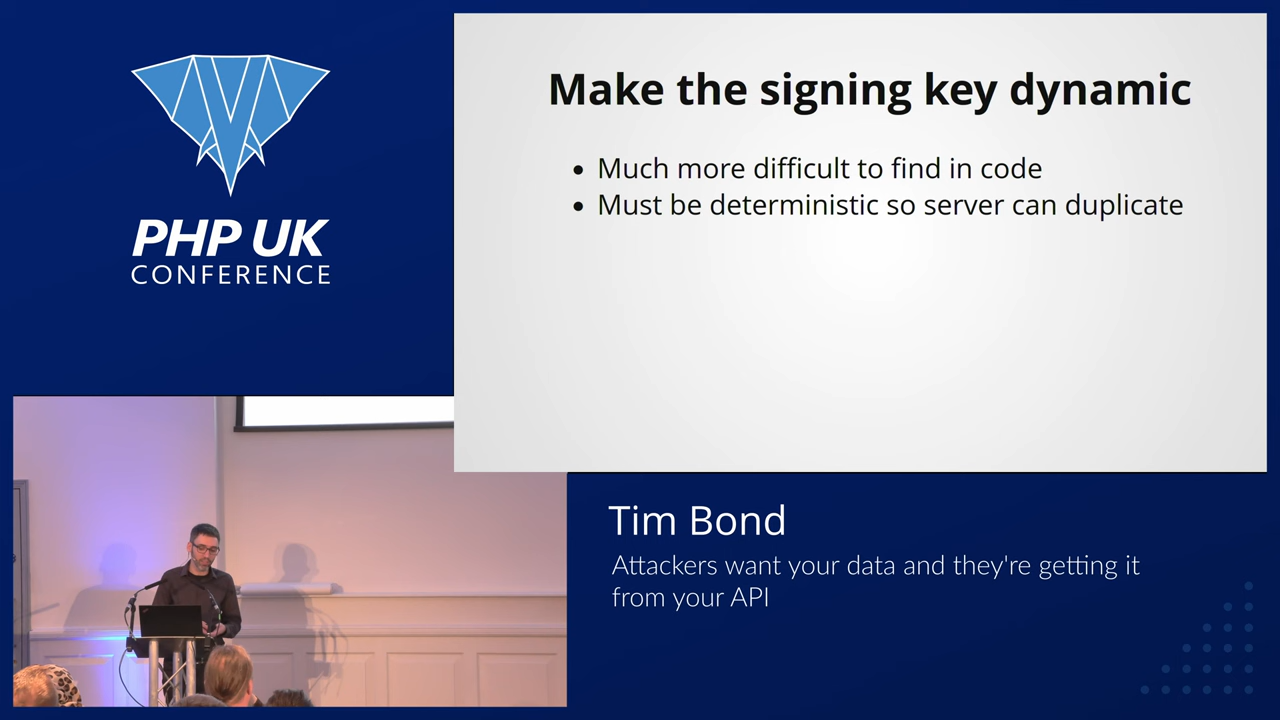 PHP UK
CONFERENCE
Make the signing key dynamic
• Much more difficult to find in code
• Must be deterministic so server can duplicate
Tim Bond
Attackers want your data and they're getting it
from your API